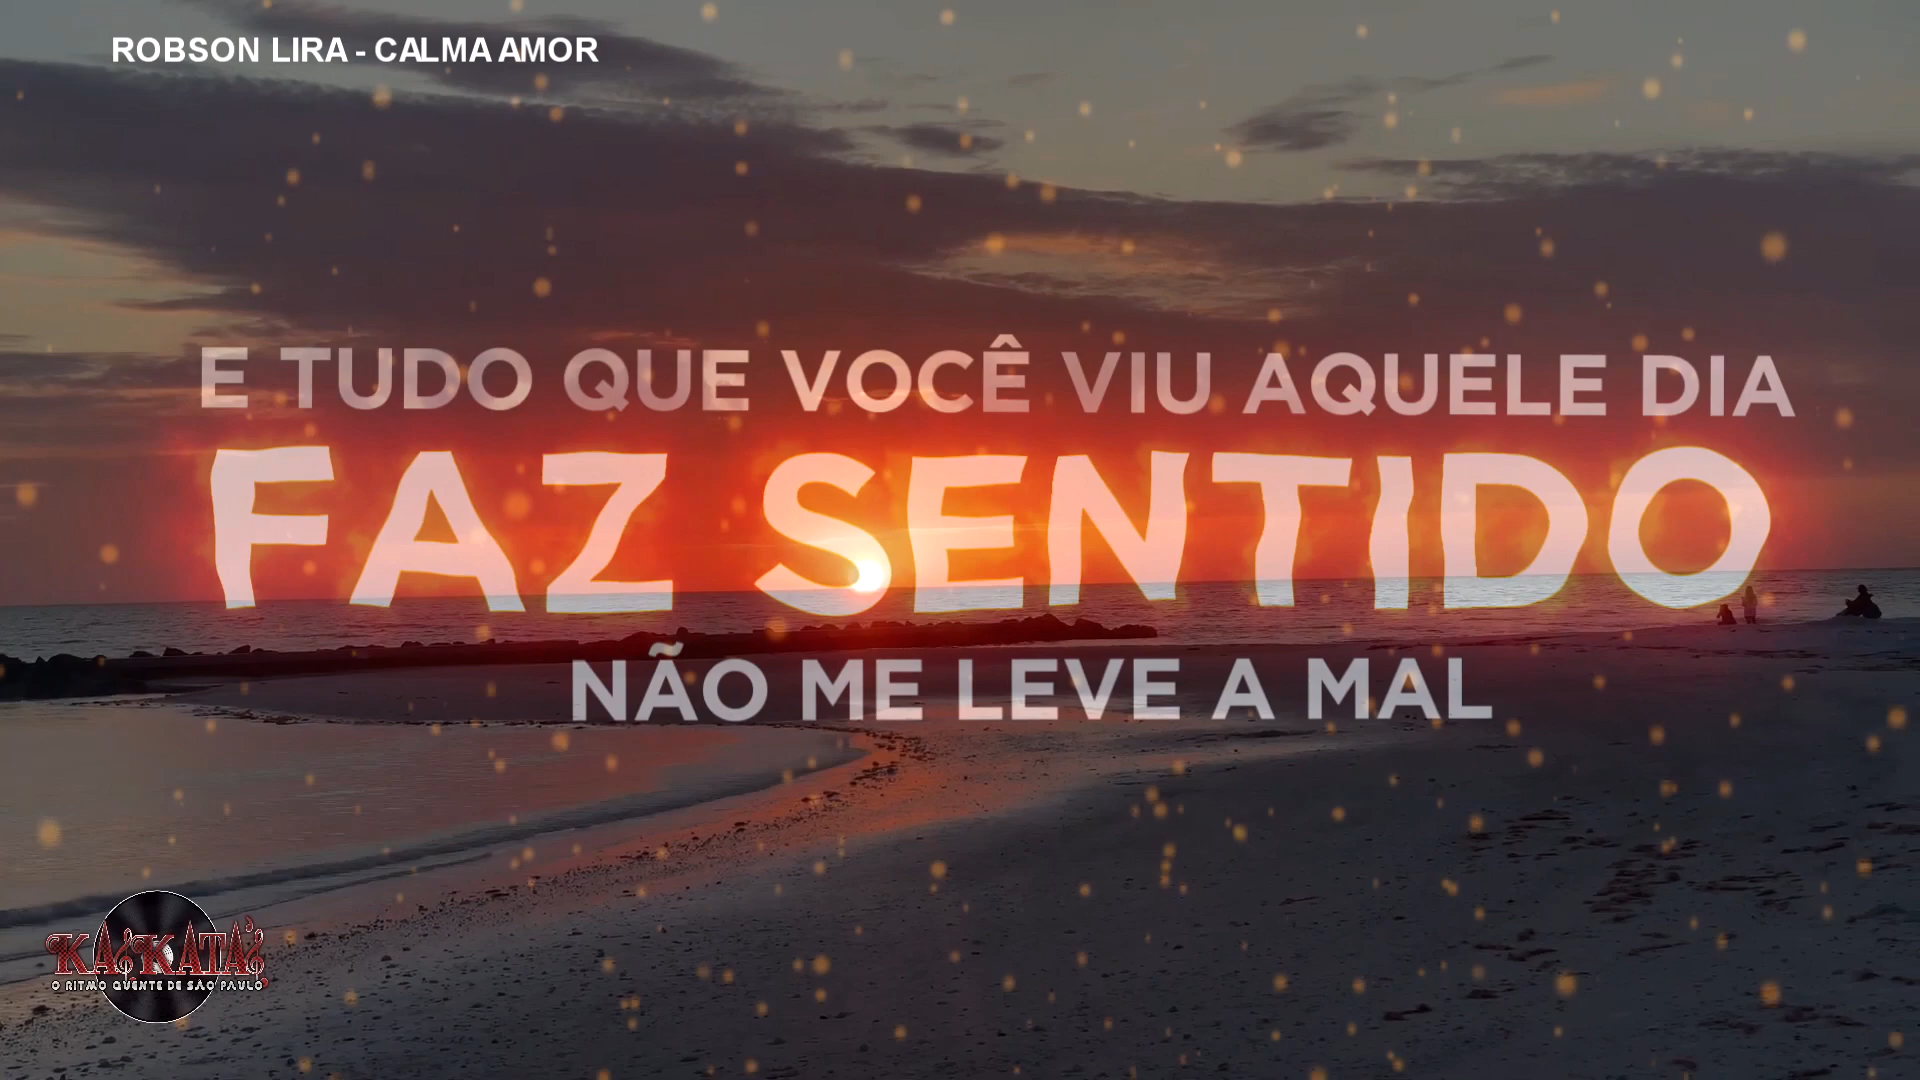 ROBSON LIRA - CALMA AMOR
E TUDO QUE VOCÊ VIU AQUELE DIA
FAZ SENTIDO
NÃO ME LEVE A MAL
KASKATA'S
O RITMO QUENTE DE SÃO PAULO